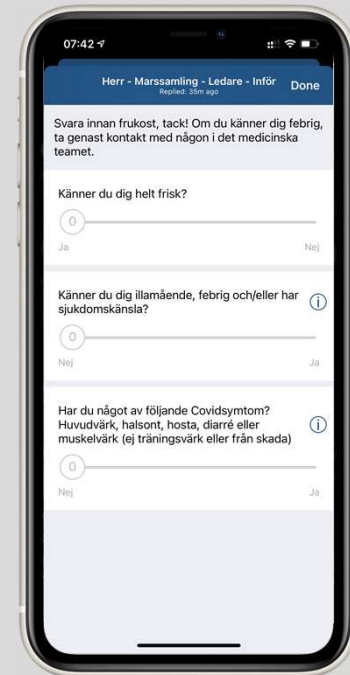 07:42
Herr - Marssamling - Ledare - Inför
Done
Replied: 35m ago
Svara innan frukost, tack! Om du känner dig febrig,
ta genast kontakt med någon i det medicinska
teamet.
Känner du dig helt frisk?
0
Ja
Nej
Känner du dig illamående, febrig och/eller har
sjukdomskänsla?
0
Nej
Ja
Har du något av följande Covidsymtom?
Huvudvärk, halsont, hosta, diarré eller
muskelvärk (ej träningsvärk eller från skada)
0
Nej
Ja